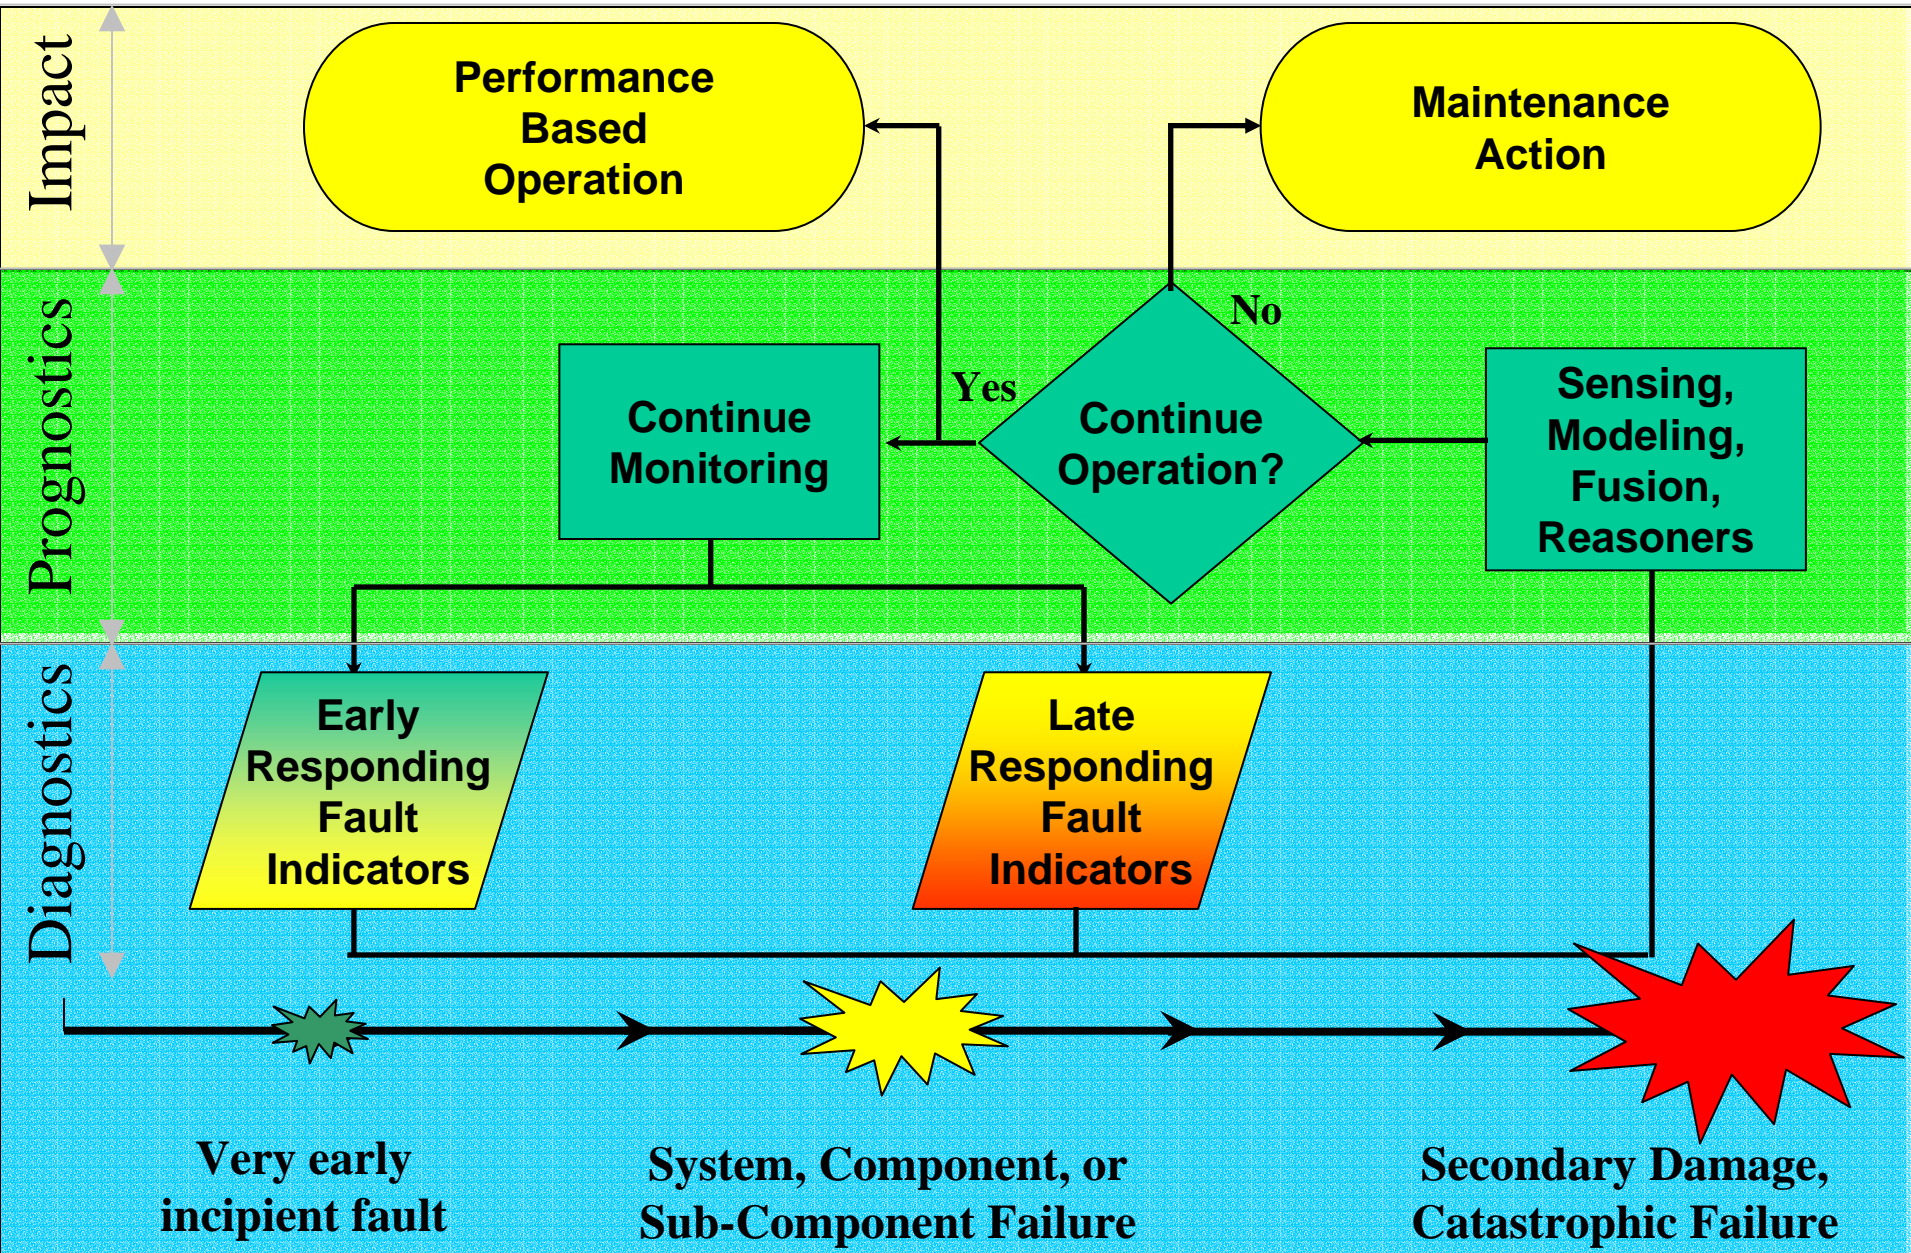 Impact
Performance
Based
Operation
Maintenance
Action
Prognostics
Continue
Monitoring
Yes
No
Continue
Operation?
Sensing,
Modeling,
Fusion,
Reasoners
Diagnostics
Early
Responding
Fault
Indicators
Late
Responding
Fault
Indicators
Very early
incipient fault
System, Component, or
Sub-Component Failure
Secondary Damage,
Catastrophic Failure